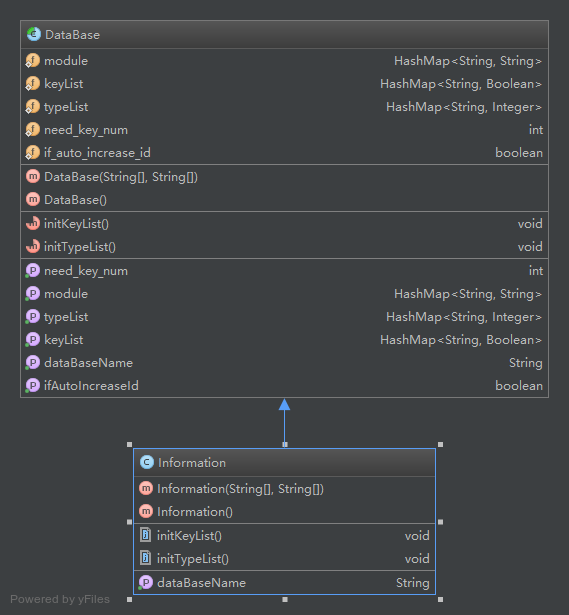 DataBase
module HashMap<String, String>
keyList HashMap<String, Boolean>
typeList HashMap<String, Integer>
need_key_num int
if_auto_increase_id boolean
DataBase(String[], String[])
DataBase()
initKeyList() void
initTypeList() void
need_key_num int
module HashMap<String, String>
typeList HashMap<String, Integer>
keyList HashMap<String, Boolean>
dataBaseName String
ifAutoIncreaseId boolean
Information
Information(String[], String[])
Information()
initKeyList() void
initTypeList() void
dataBaseName String
Powered by yFiles